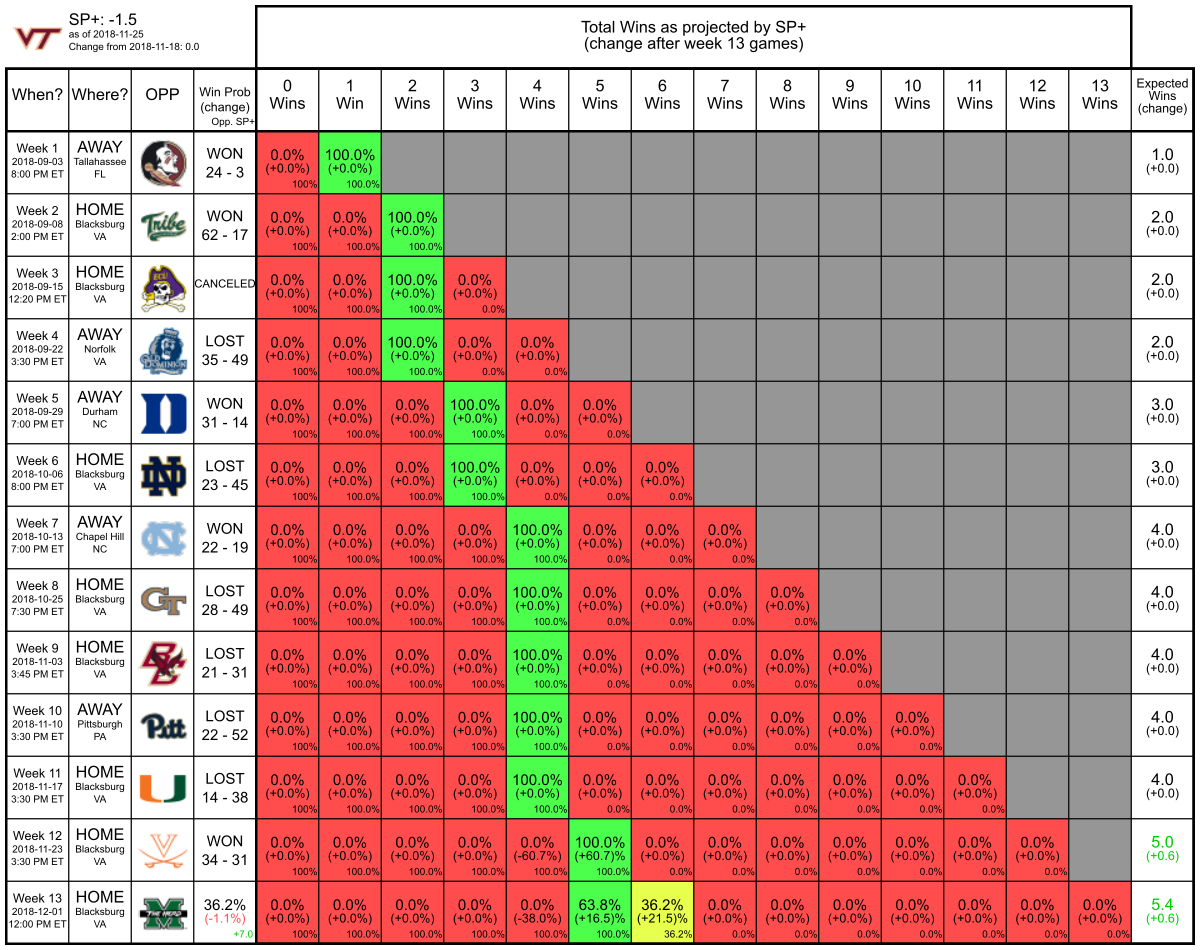 VT SP+: -1.5
as of 2018-11-25
Change from 2018-11-18: 0.0
Total Wins as projected by SP+
(change after week 13 games)
When? Where? OPP Win Prob 0 1 2 3 4 5 6 7 8 9 10 11 12 13 Expected
(change) Wins Win Wins Wins Wins Wins Wins Wins Wins Wins Wins Wins Wins Wins Wins
Opp. SP+ (change)
Week 1 AWAY WON 0.0% 100.0% 1.0
2018-09-03 Tallahassee 24 - 3 (+0.0%) (+0.0%) (+0.0)
8:00 PM ET FL 100% 100.0%
Week 2 HOME WON 0.0% 0.0% 100.0% 2.0
2018-09-08 Blacksburg Tribe 62 - 17 (+0.0%) (+0.0%) (+0.0%) (+0.0)
2:00 PM ET VA 100% 100.0% 100.0%
Week 3 HOME ECU CANCELED 0.0% 0.0% 100.0% 0.0% 2.0
2018-09-15 Blacksburg (+0.0%) (+0.0%) (+0.0%) (+0.0%) (+0.0)
12:20 PM ET VA 100% 100.0% 100.0% 0.0%
Week 4 AWAY LOST 0.0% 0.0% 100.0% 0.0% 0.0% 2.0
2018-09-22 Norfolk OLD DOMINION 35 - 49 (+0.0%) (+0.0%) (+0.0%) (+0.0%) (+0.0%) (+0.0)
3:30 PM ET VA 100% 100.0% 100.0% 0.0% 0.0%
Week 5 AWAY D WON 0.0% 0.0% 0.0% 100.0% 0.0% 0.0% 3.0
2018-09-29 Durham 31 - 14 (+0.0%) (+0.0%) (+0.0%) (+0.0%) (+0.0%) (+0.0%) (+0.0)
7:00 PM ET NC 100% 100.0% 100.0% 100.0% 0.0% 0.0%
Week 6 HOME ND LOST 0.0% 0.0% 0.0% 100.0% 0.0% 0.0% 0.0% 3.0
2018-10-06 Blacksburg 23 - 45 (+0.0%) (+0.0%) (+0.0%) (+0.0%) (+0.0%) (+0.0%) (+0.0%) (+0.0)
8:00 PM ET VA 100% 100.0% 100.0% 100.0% 0.0% 0.0% 0.0%
Week 7 AWAY NC WON 0.0% 0.0% 0.0% 0.0% 100.0% 0.0% 0.0% 0.0% 4.0
2018-10-13 Chapel Hill 22 - 19 (+0.0%) (+0.0%) (+0.0%) (+0.0%) (+0.0%) (+0.0%) (+0.0%) (+0.0%) (+0.0)
7:00 PM ET NC 100% 100.0% 100.0% 100.0% 100.0% 0.0% 0.0% 0.0%
Week 8 HOME GT LOST 0.0% 0.0% 0.0% 0.0% 100.0% 0.0% 0.0% 0.0% 0.0% 4.0
2018-10-25 Blacksburg 28 - 49 (+0.0%) (+0.0%) (+0.0%) (+0.0%) (+0.0%) (+0.0%) (+0.0%) (+0.0%) (+0.0%) (+0.0)
7:30 PM ET VA 100% 100.0% 100.0% 100.0% 100.0% 0.0% 0.0% 0.0% 0.0%
Week 9 HOME BC LOST 0.0% 0.0% 0.0% 0.0% 100.0% 0.0% 0.0% 0.0% 0.0% 0.0% 4.0
2018-11-03 Blacksburg 21 - 31 (+0.0%) (+0.0%) (+0.0%) (+0.0%) (+0.0%) (+0.0%) (+0.0%) (+0.0%) (+0.0%) (+0.0%) (+0.0)
3:45 PM ET VA 100% 100.0% 100.0% 100.0% 100.0% 0.0% 0.0% 0.0% 0.0% 0.0%
Week 10 AWAY Pitt LOST 0.0% 0.0% 0.0% 0.0% 100.0% 0.0% 0.0% 0.0% 0.0% 0.0% 0.0% 4.0
2018-11-10 Pittsburgh 22 - 52 (+0.0%) (+0.0%) (+0.0%) (+0.0%) (+0.0%) (+0.0%) (+0.0%) (+0.0%) (+0.0%) (+0.0%) (+0.0%) (+0.0)
3:30 PM ET PA 100% 100.0% 100.0% 100.0% 100.0% 0.0% 0.0% 0.0% 0.0% 0.0% 0.0%
Week 11 HOME U LOST 0.0% 0.0% 0.0% 0.0% 100.0% 0.0% 0.0% 0.0% 0.0% 0.0% 0.0% 0.0% 4.0
2018-11-17 Blacksburg 14 - 38 (+0.0%) (+0.0%) (+0.0%) (+0.0%) (+0.0%) (+0.0%) (+0.0%) (+0.0%) (+0.0%) (+0.0%) (+0.0%) (+0.0%) (+0.0)
3:30 PM ET VA 100% 100.0% 100.0% 100.0% 100.0% 0.0% 0.0% 0.0% 0.0% 0.0% 0.0% 0.0%
Week 12 HOME V WON 0.0% 0.0% 0.0% 0.0% 0.0% 100.0% 0.0% 0.0% 0.0% 0.0% 0.0% 0.0% 0.0% 5.0
2018-11-23 Blacksburg 34 - 31 (+0.0%) (+0.0%) (+0.0%) (+0.0%) (-60.7%) (+60.7)% (+0.0%) (+0.0%) (+0.0%) (+0.0%) (+0.0%) (+0.0%) (+0.0%) (+0.6)
3:30 PM ET VA 100% 100.0% 100.0% 100.0% 100.0% 100.0% 0.0% 0.0% 0.0% 0.0% 0.0% 0.0% 0.0%
Week 13 HOME M 36.2% 0.0% 0.0% 0.0% 0.0% 0.0% 63.8% 36.2% 0.0% 0.0% 0.0% 0.0% 0.0% 0.0% 0.0% 5.4
2018-12-01 Blacksburg THE HERD (-1.1%) (+0.0%) (+0.0%) (+0.0%) (+0.0%) (-38.0%) (+16.5)% (+21.5)% (+0.0%) (+0.0%) (+0.0%) (+0.0%) (+0.0%) (+0.0%) (+0.0%) (+0.6)
12:00 PM ET VA +7.0 100% 100.0% 100.0% 100.0% 100.0% 100.0% 36.2% 0.0% 0.0% 0.0% 0.0% 0.0% 0.0% 0.0%